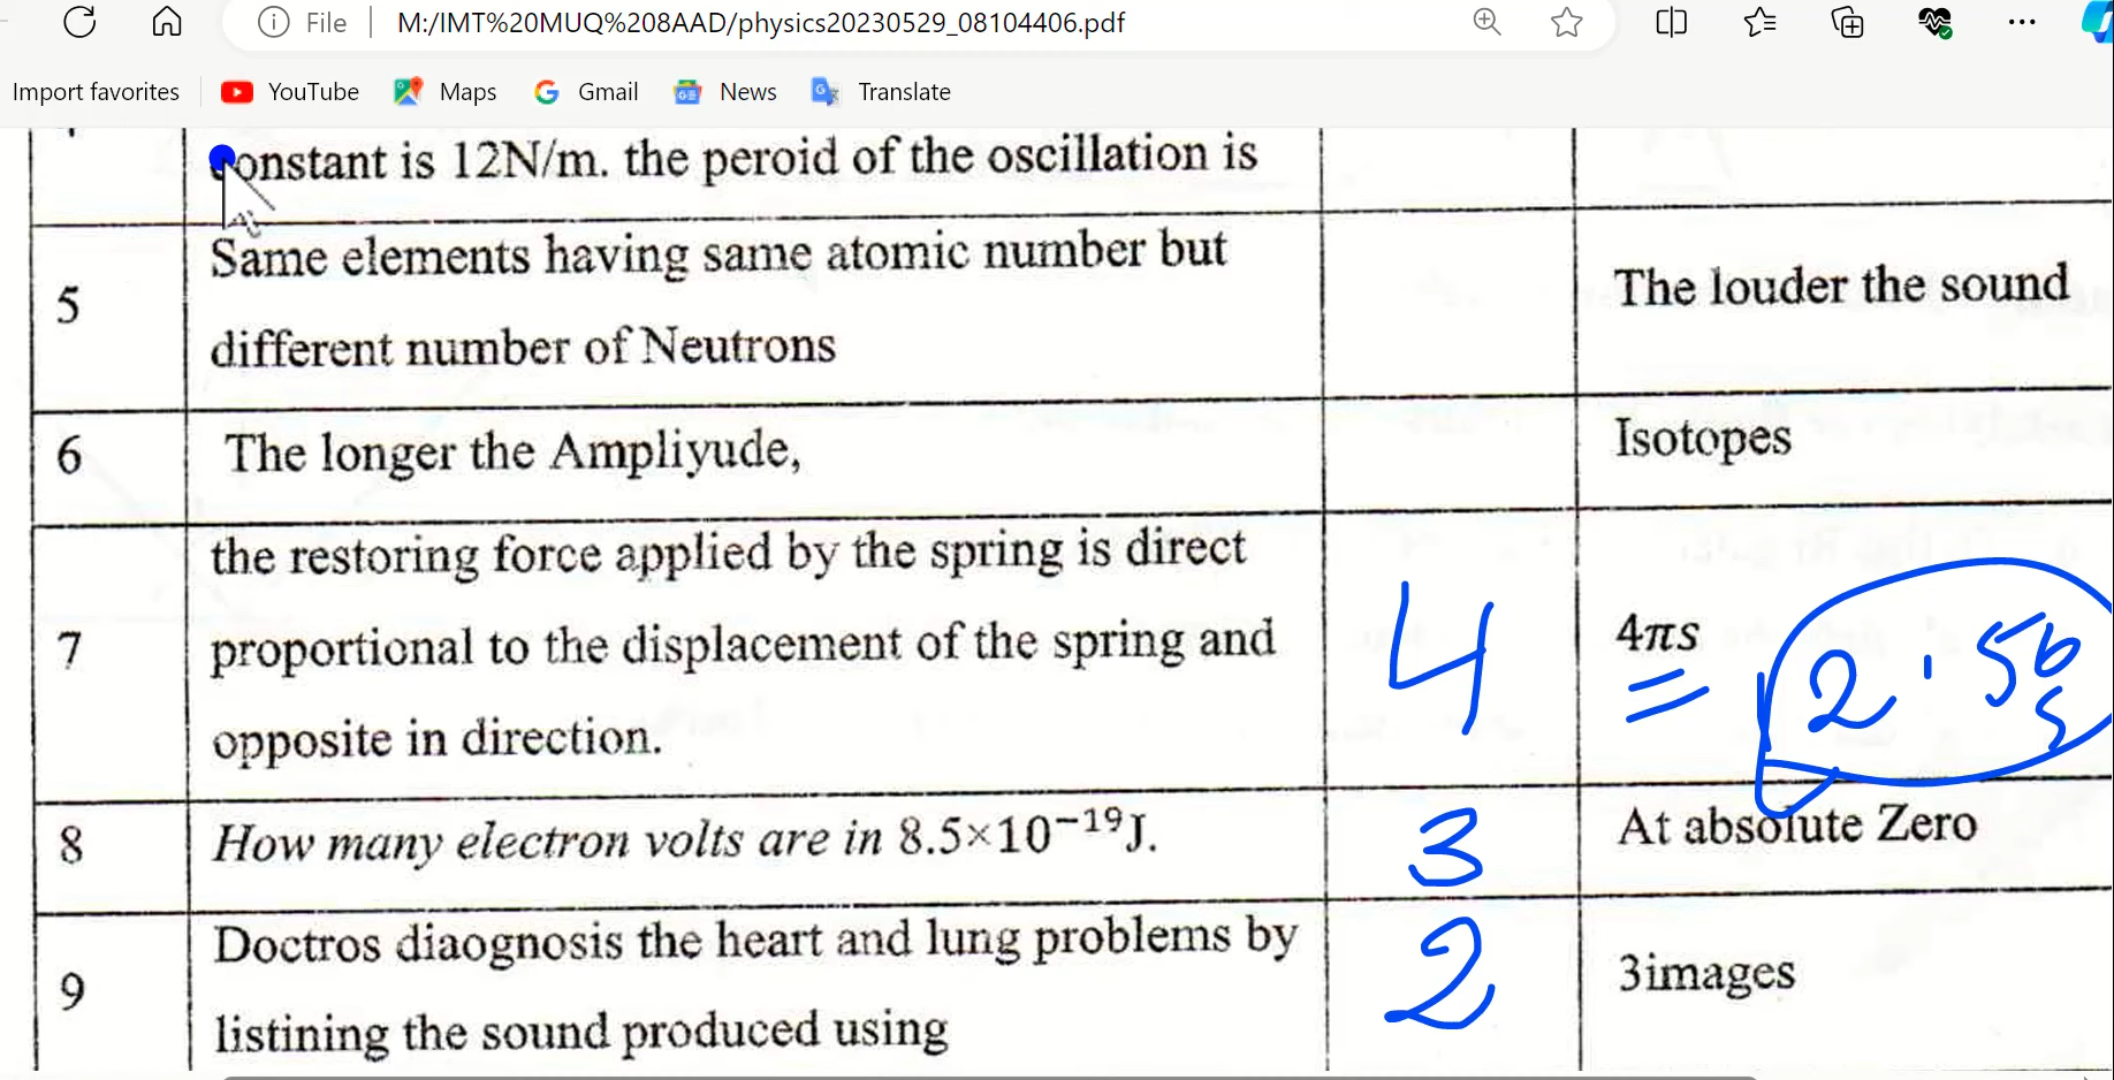 File M:/IMT%20MUQ%208AAD/physics20230529_08104406.pdf
Import favorites YouTube Maps Gmail News Translate
constant is 12N/m. the peroid of the oscillation is
5
Same elements having same atomic number but
different number of Neutrons
The louder the sound
6
The longer the Ampliyude,
Isotopes
7
the restoring force applied by the spring is direct
proportional to the displacement of the spring and
opposite in direction.
4
4πs
= 2.56
s
8
How many electron volts are in 8.5×10⁻¹⁹J.
3
At absolute Zero
9
Doctros diaognosis the heart and lung problems by
listining the sound produced using
2
3images